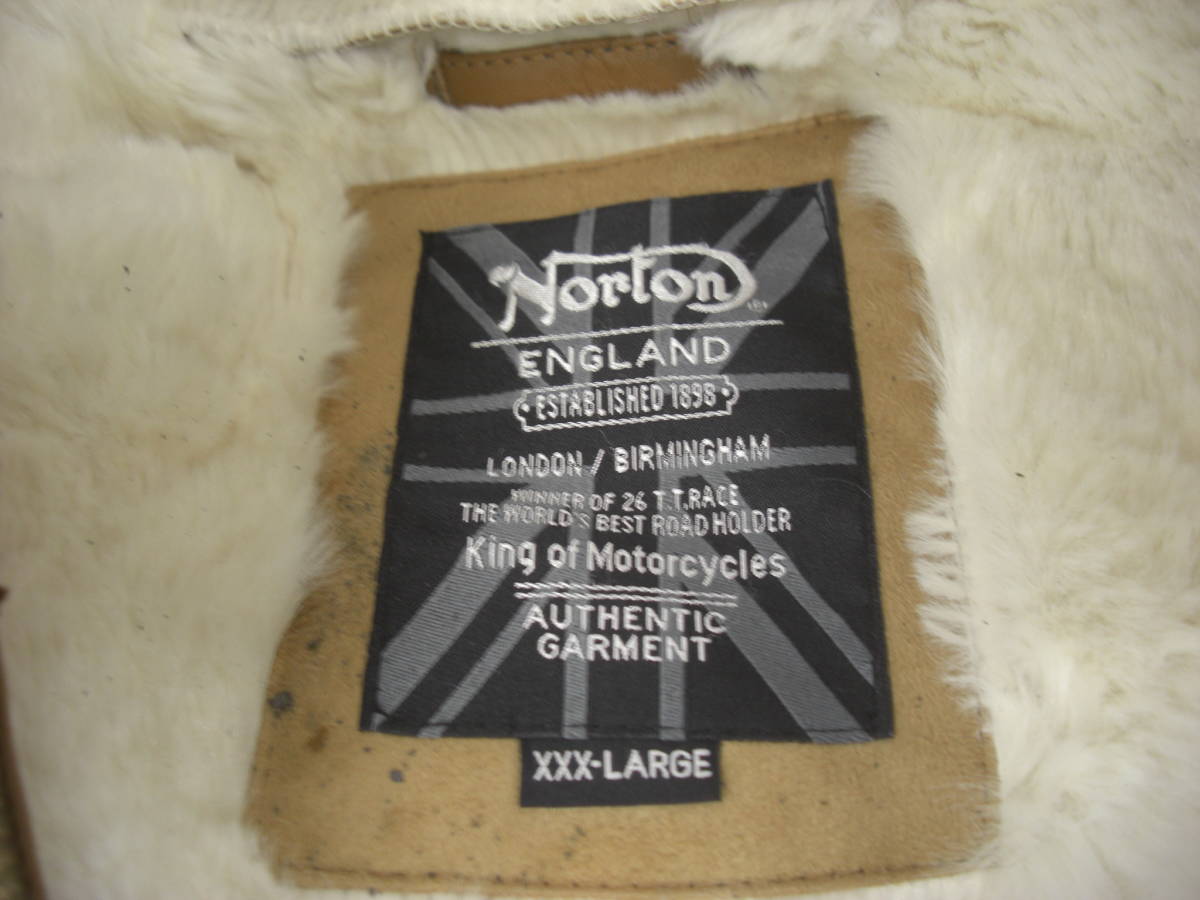 Norton
ENGLAND
ESTABLISHED 1898
LONDON / BIRMINGHAM
WINNER OF 26 T.T.RACE
THE WORLD'S BEST ROAD HOLDER
King of Motorcycles
AUTHENTIC
GARMENT
XXX-LARGE